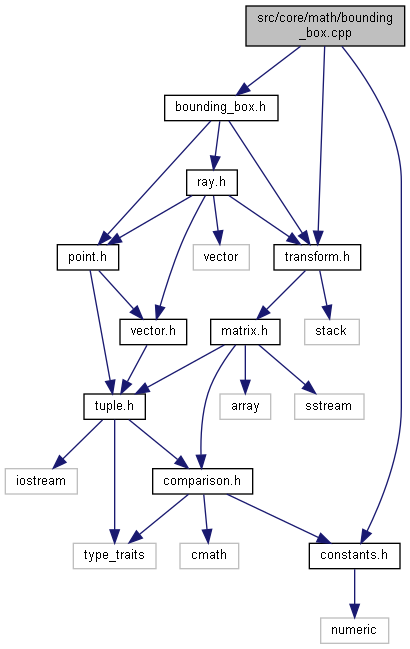 src/core/math/bounding
_box.cpp
bounding_box.h
ray.h
point.h
vector
transform.h
vector.h
matrix.h
stack
tuple.h
array
sstream
iostream
comparison.h
type_traits
cmath
constants.h
numeric